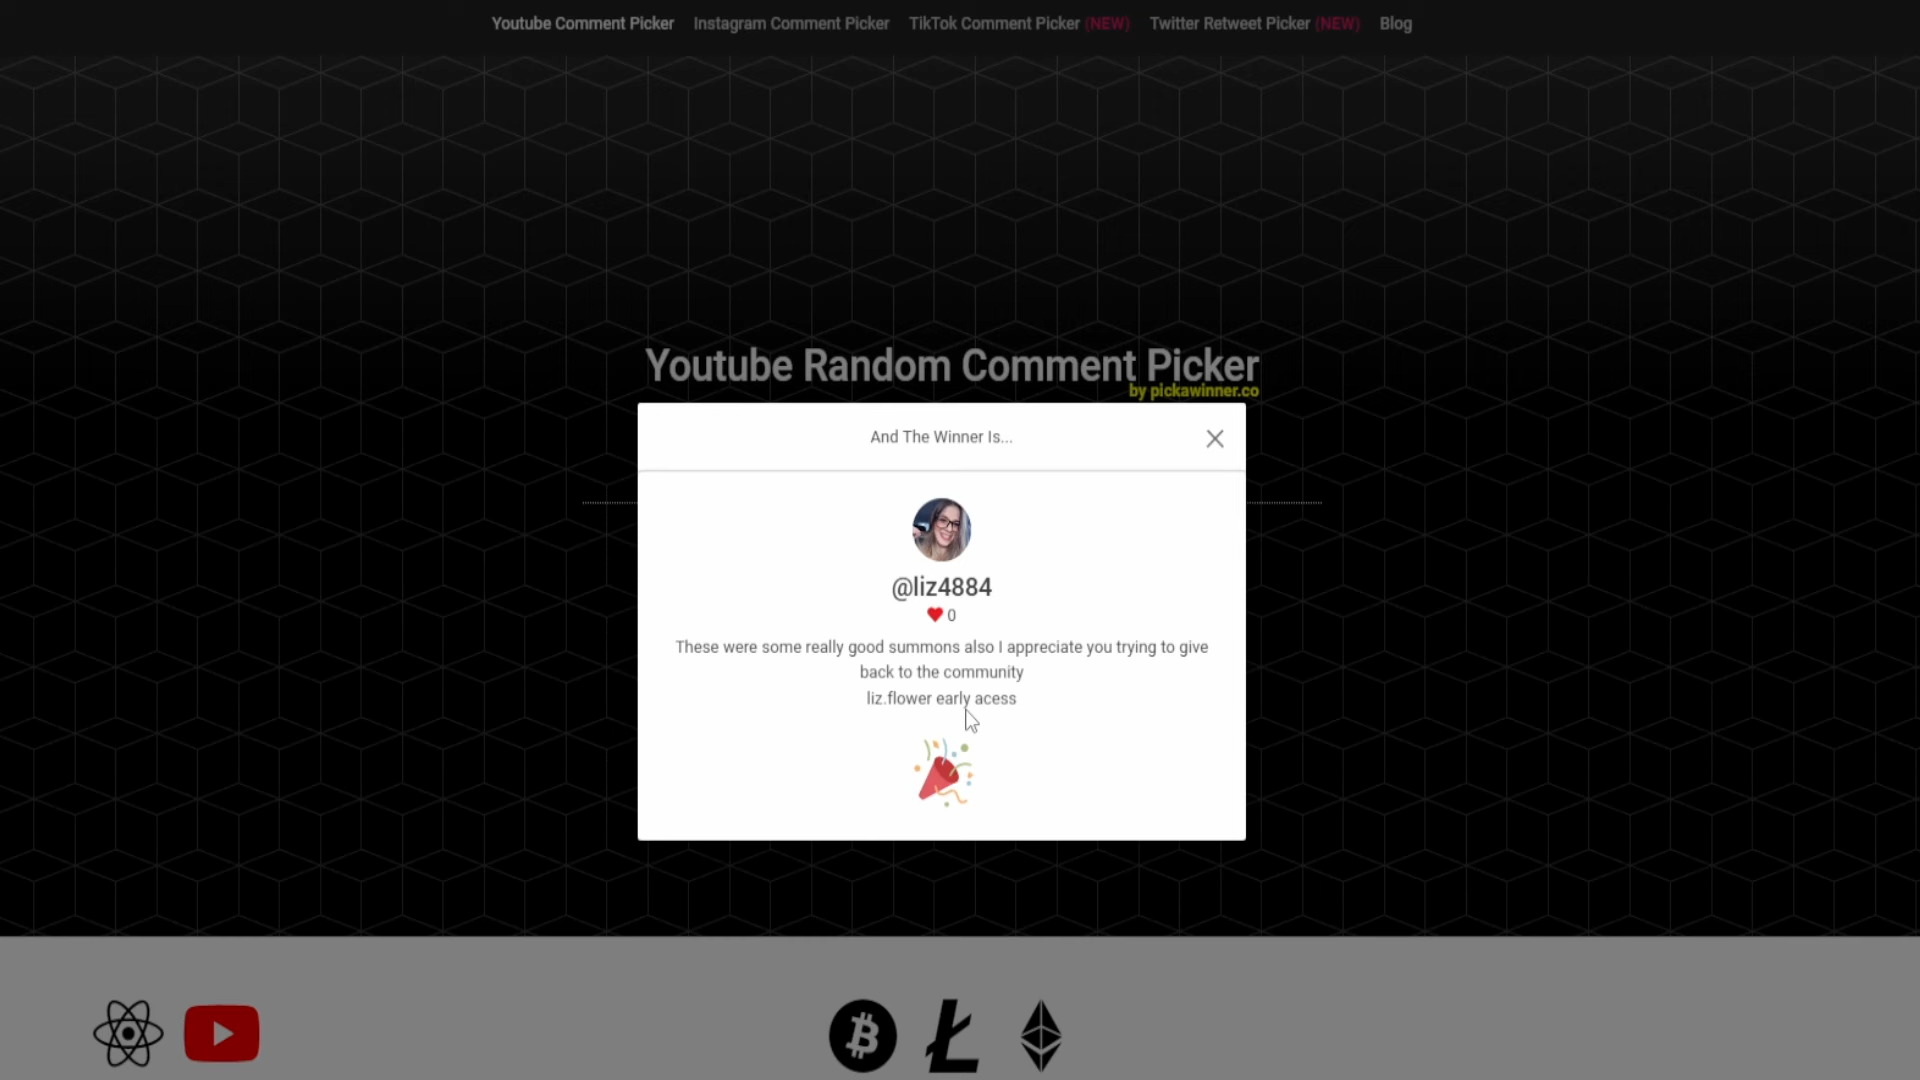 Youtube Comment Picker Instagram Comment Picker TikTok Comment Picker (NEW) Twitter Retweet Picker (NEW) Blog
Youtube Random Comment Picker
by pickawinner.co
And The Winner Is...
@liz4884
0
These were some really good summons also I appreciate you trying to give
back to the community
liz.flower early acess